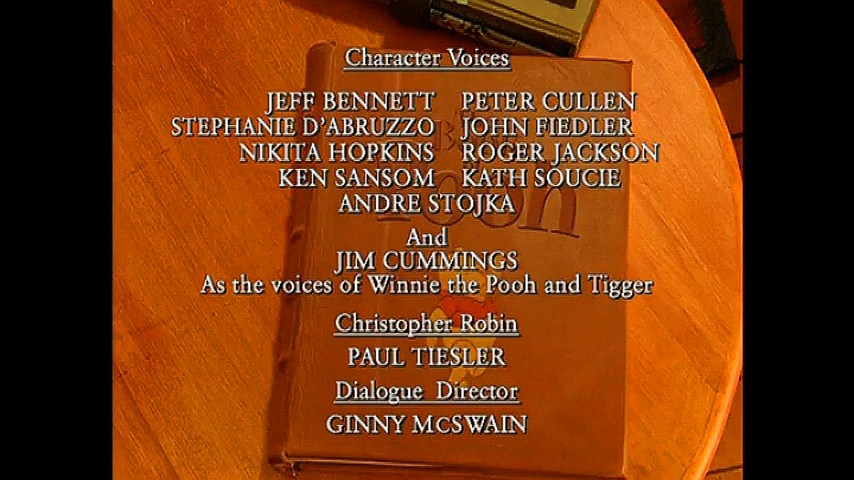 Character Voices
JEFF BENNETT PETER CULLEN
STEPHANIE D'ABRUZZO JOHN FIEDLER
NIKITA HOPKINS ROGER JACKSON
KEN SANSOM KATH SOUCIE
ANDRE STOJKA
And
JIM CUMMINGS
As the voices of Winnie the Pooh and Tigger
Christopher Robin
PAUL TIESLER
Dialogue Director
GINNY McSWAIN
Pooh